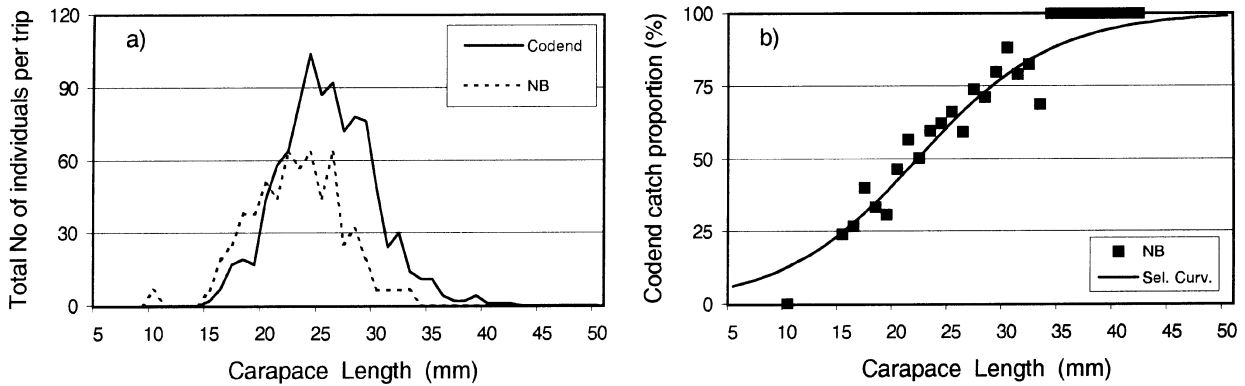 Total No of individuals per trip
120
90
60
30
0
a)
Codend
NB
5 10 15 20 25 30 35 40 45 50
Carapace Length (mm)
Codend catch proportion (%)
100
75
50
25
0
b)
NB
Sel. Curv.
5 10 15 20 25 30 35 40 45 50
Carapace Length (mm)